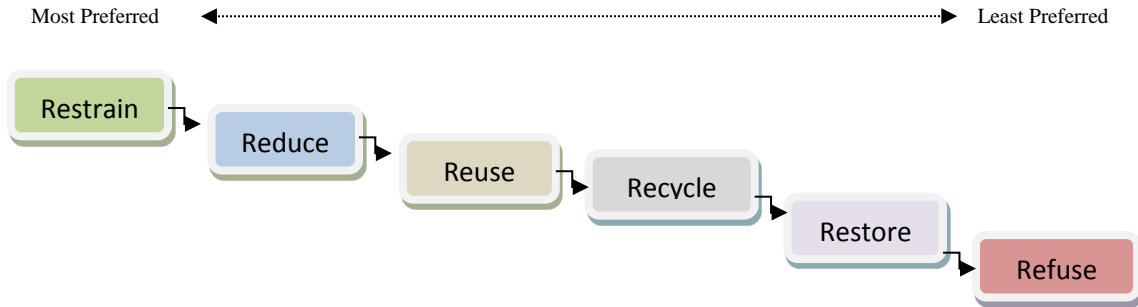 Most Preferred
Least Preferred
Restrain
Reduce
Reuse
Recycle
Restore
Refuse